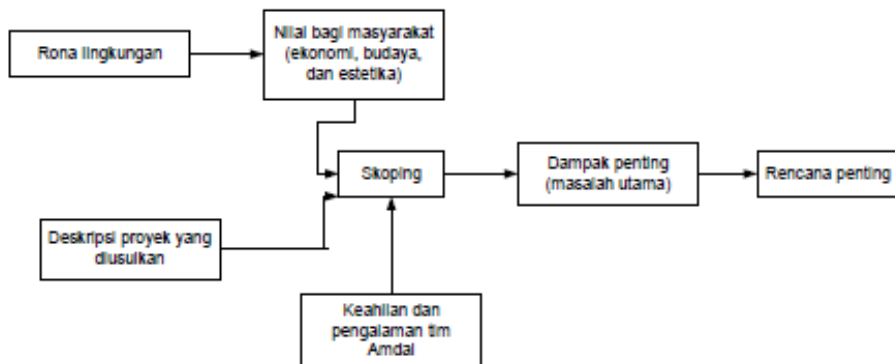 Rona lingkungan
Nilai bagi masyarakat
(ekonomi, budaya,
dan estetika)
Skoping
Dampak penting
(masalah utama)
Rencana penting
Deskripsi proyek yang
diusulkan
Keahilan dan
pengalaman tim
Amdal